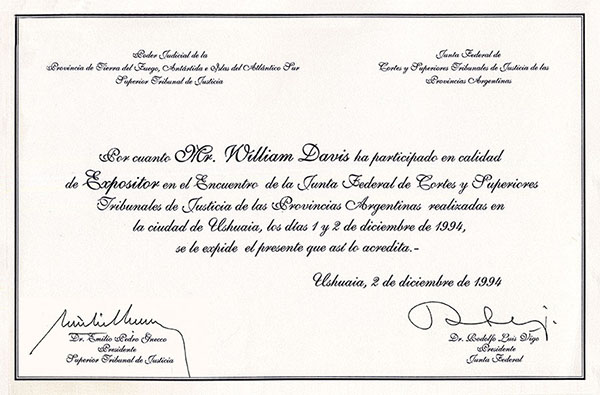 Poder Judicial de la
Provincia de Tierra del Fuego, Antártida e Islas del Atlántico Sur
Superior Tribunal de Justicia
Junta Federal de
Cortes y Superiores Tribunales de Justicia de las
Provincias Argentinas
Por cuanto Mr. William Davis ha participado en calidad
de Expositor en el Encuentro de la Junta Federal de Cortes y Superiores
Tribunales de Justicia de las Provincias Argentinas realizadas en
la ciudad de Ushuaia, los días 1 y 2 de diciembre de 1994,
se le expide el presente que así lo acredita.-
Ushuaia, 2 de diciembre de 1994
Dr. Emilio Pedro Gnecco
Presidente
Superior Tribunal de Justicia
Dr. Rodolfo Luis Vigo
Presidente
Junta Federal